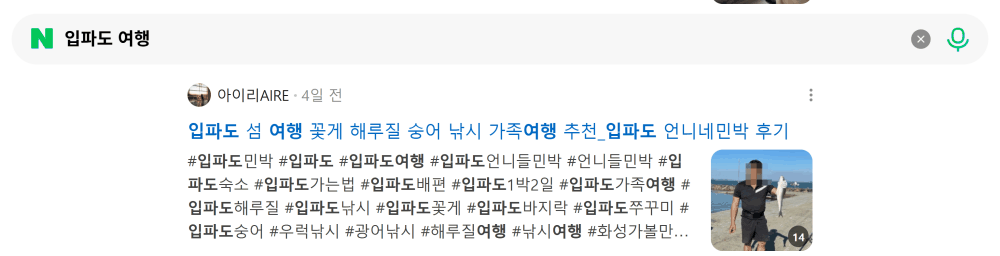 N 입파도 여행
아이리AIRE · 4일 전
입파도 섬 여행 꽃게 해루질 숭어 낚시 가족여행 추천_입파도 언니네민박 후기
#입파도민박 #입파도 #입파도여행 #입파도언니들민박 #언니들민박 #입
파도숙소 #입파도가는법 #입파도배편 #입파도1박2일 #입파도가족여행 #
입파도해루질 #입파도낚시 #입파도꽃게 #입파도바지락 #입파도쭈꾸미 #
입파도숭어 #우럭낚시 #광어낚시 #해루질여행 #낚시여행 #화성가볼만...
14